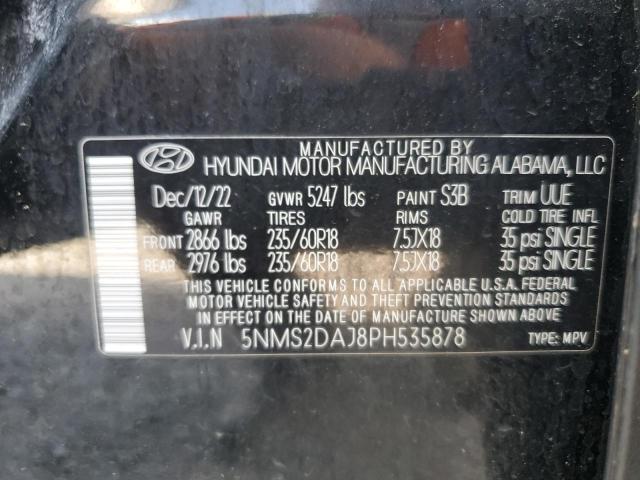 MANUFACTURED BY
HYUNDAI MOTOR MANUFACTURING ALABAMA, LLC
Dec/12/22 GVWR 5247 lbs PAINT S3B TRIM UUE
GAWR TIRES RIMS COLD TIRE INFL
FRONT 2866 lbs 235/60R18 7.5JX18 35 psi SINGLE
REAR 2976 lbs 235/60R18 7.5JX18 35 psi SINGLE
THIS VEHICLE CONFORMS TO ALL APPLICABLE U.S.A. FEDERAL
MOTOR VEHICLE SAFETY AND THEFT PREVENTION STANDARDS
IN EFFECT ON THE DATE OF MANUFACTURE SHOWN ABOVE
V.I.N 5NMS2DAJ8PH535878 TYPE: MPV